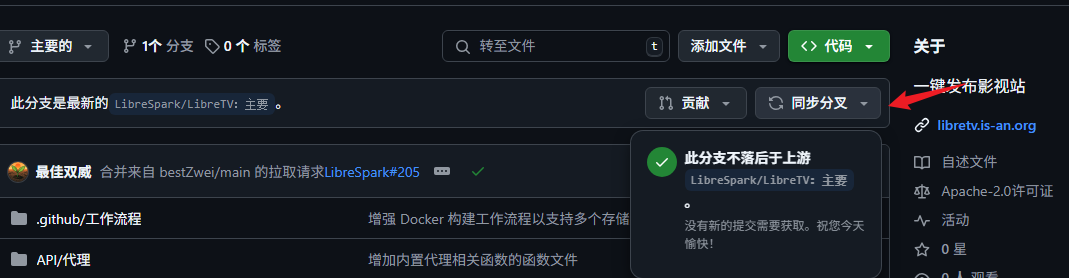 主要的
1个 分支
0 个 标签
转至文件
t
添加文件
代码
关于
此分支是最新的 LibreSpark/LibreTV: 主要 。
贡献
同步分叉
一键发布影视站
libretv.is-an.org
此分支不落后于上游
LibreSpark/LibreTV: 主要
。
没有新的提交需要获取。祝您今天
愉快！
最佳双威 合并来自 bestZwei/main 的拉取请求LibreSpark#205
自述文件
Apache-2.0许可证
.github/工作流程
增强 Docker 构建工作流程以支持多个存储
活动
0 星
API/代理
增加内置代理相关函数的函数文件
0 人 观看